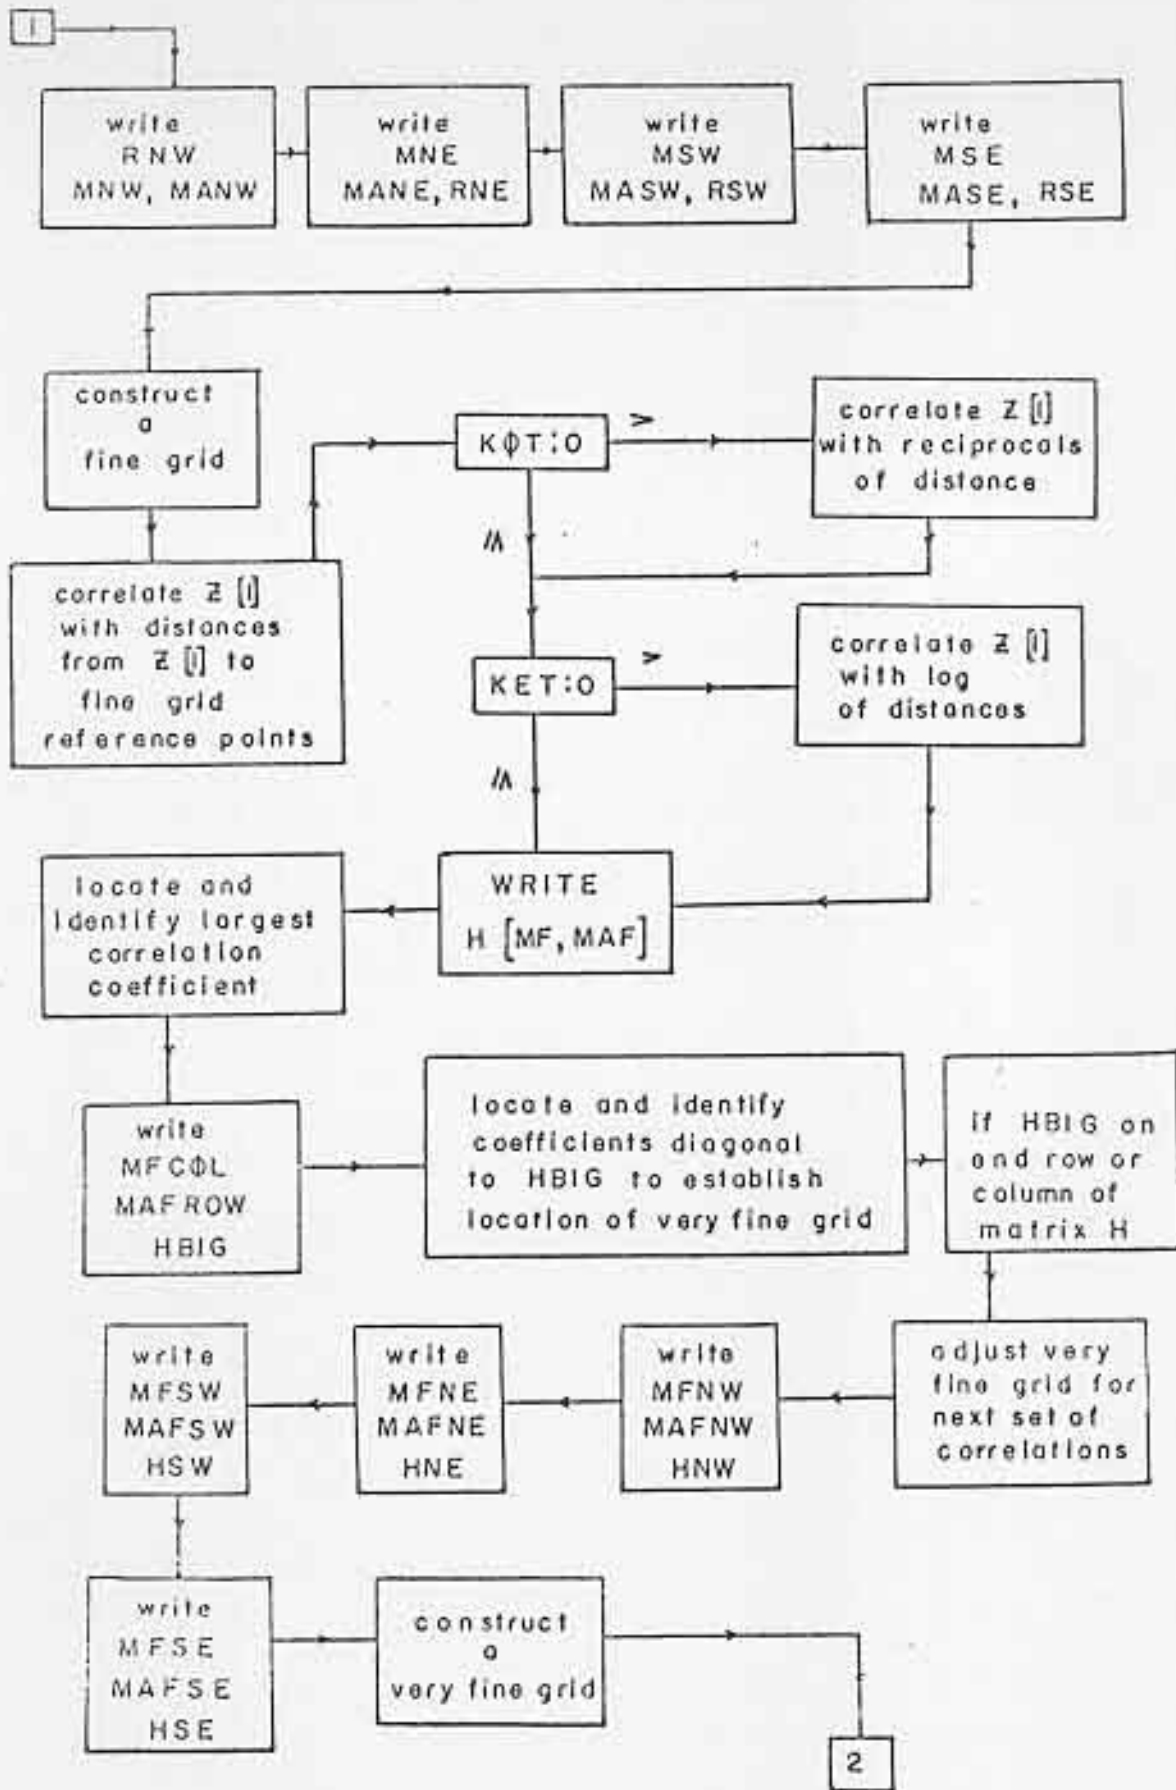 1
write
RNW
MNW, MANW
write
MNE
MANE, RNE
write
MSW
MASW, RSW
write
MSE
MASE, RSE
construct
a
fine grid
KΦT:O
>
correlate Z [I]
with reciprocals
of distance
≤
correlate Z [I]
with distances
from Z [I] to
fine grid
reference points
KET:O
>
correlate Z [I]
with log
of distances
≤
WRITE
H [MF, MAF]
locate and
identify largest
correlation
coefficient
write
MFCΦL
MAFROW
HBIG
locate and identify
coefficients diagonal
to HBIG to establish
location of very fine grid
if HBIG on
end row or
column of
matrix H
adjust very
fine grid for
next set of
correlations
write
MFNW
MAFNW
HNW
write
MFNE
MAFNE
HNE
write
MFSW
MAFSW
HSW
write
MFSE
MAFSE
HSE
construct
a
very fine grid
2